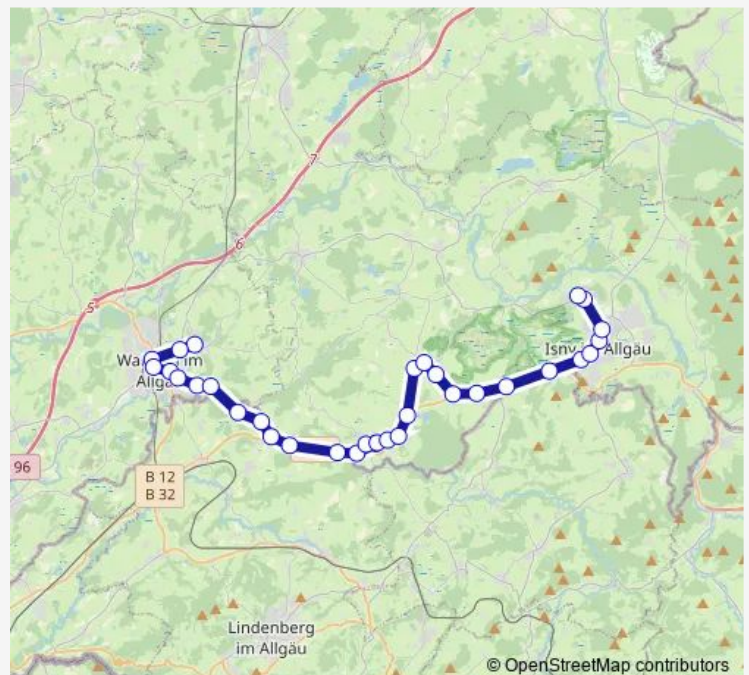 7
6
5
Isny
Allgäu
Wa
im
Allgä
96
B 12
B 32
Lindenberg
im Allgäu
© OpenStreetMap contributors